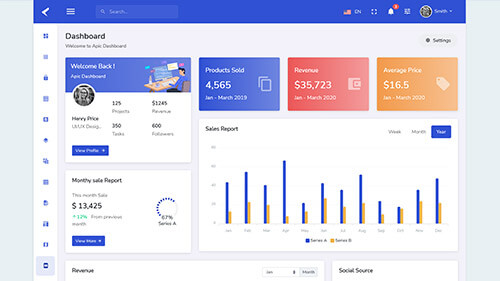 Search...
EN
3
Smith
Dashboard
Welcome to Apic Dashboard
Settings
Welcome Back !
Apic Dashboard
125
Projects
$1245
Revenue
Henry Price
UI/UX Desig...
350
Tasks
600
Followers
View Profile
Products Sold
4,565
Jan - March 2019
Revenue
$35,723
Jan - March 2020
Average Price
$16.5
Jan - March 2020
Sales Report
Week
Month
Year
80
60
40
20
0
Jan
Feb
Mar
Apr
May
Jun
Jul
Aug
Sep
Oct
Nov
Dec
Series A
Series B
Monthy sale Report
This month Sale
$ 13,425
12%
From previous
month
View More
67%
Series A
Revenue
Jan
Month
Social Source